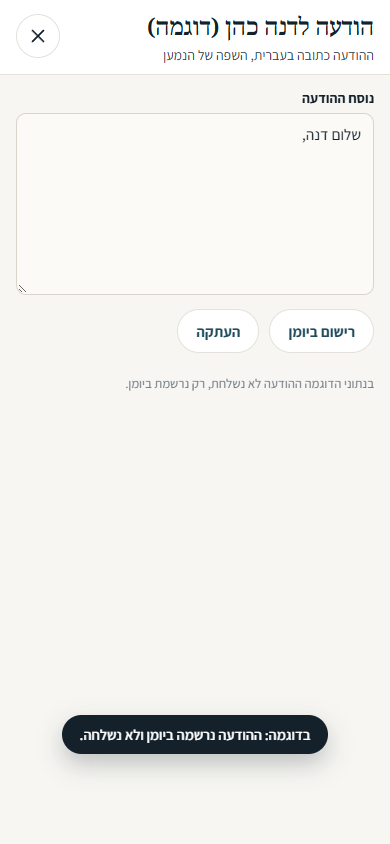 הודעה לדנה כהן (דוגמה)
ההודעה כתובה בעברית, השפה של הנמען
נוסח ההודעה
שלום דנה,
רישום ביומן
העתקה
בנתוני הדוגמה ההודעה לא נשלחת, רק נרשמת ביומן.
בדוגמה: ההודעה נרשמה ביומן ולא נשלחה.